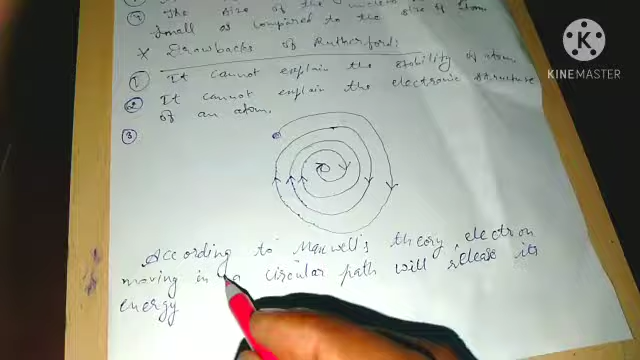 The size of the nucleus is
small as compared to the size of atom
* Drawbacks of Rutherford:
① It cannot explain the stability of atom.
② It cannot explain the electronic structure
of an atom.
③
According to Maxwell's theory, electron
moving in a circular path will release its
energy
KINEMASTER